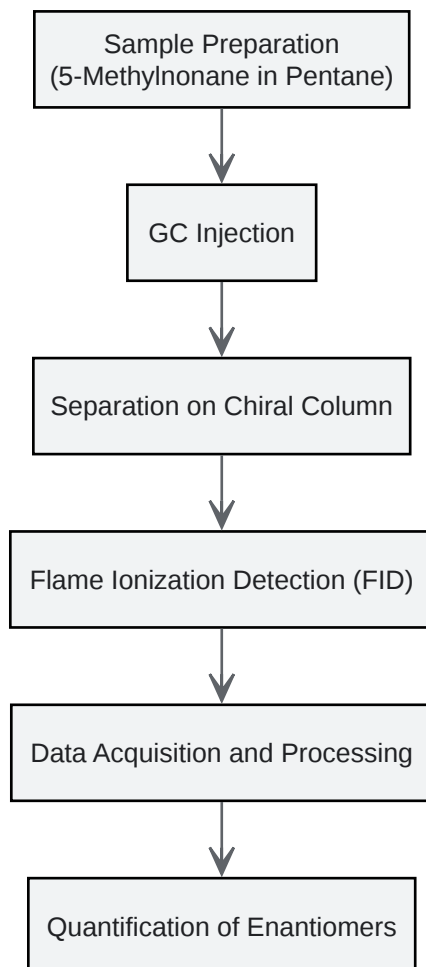 Sample Preparation
(5-Methylnonane in Pentane)
GC Injection
Separation on Chiral Column
Flame Ionization Detection (FID)
Data Acquisition and Processing
Quantification of Enantiomers